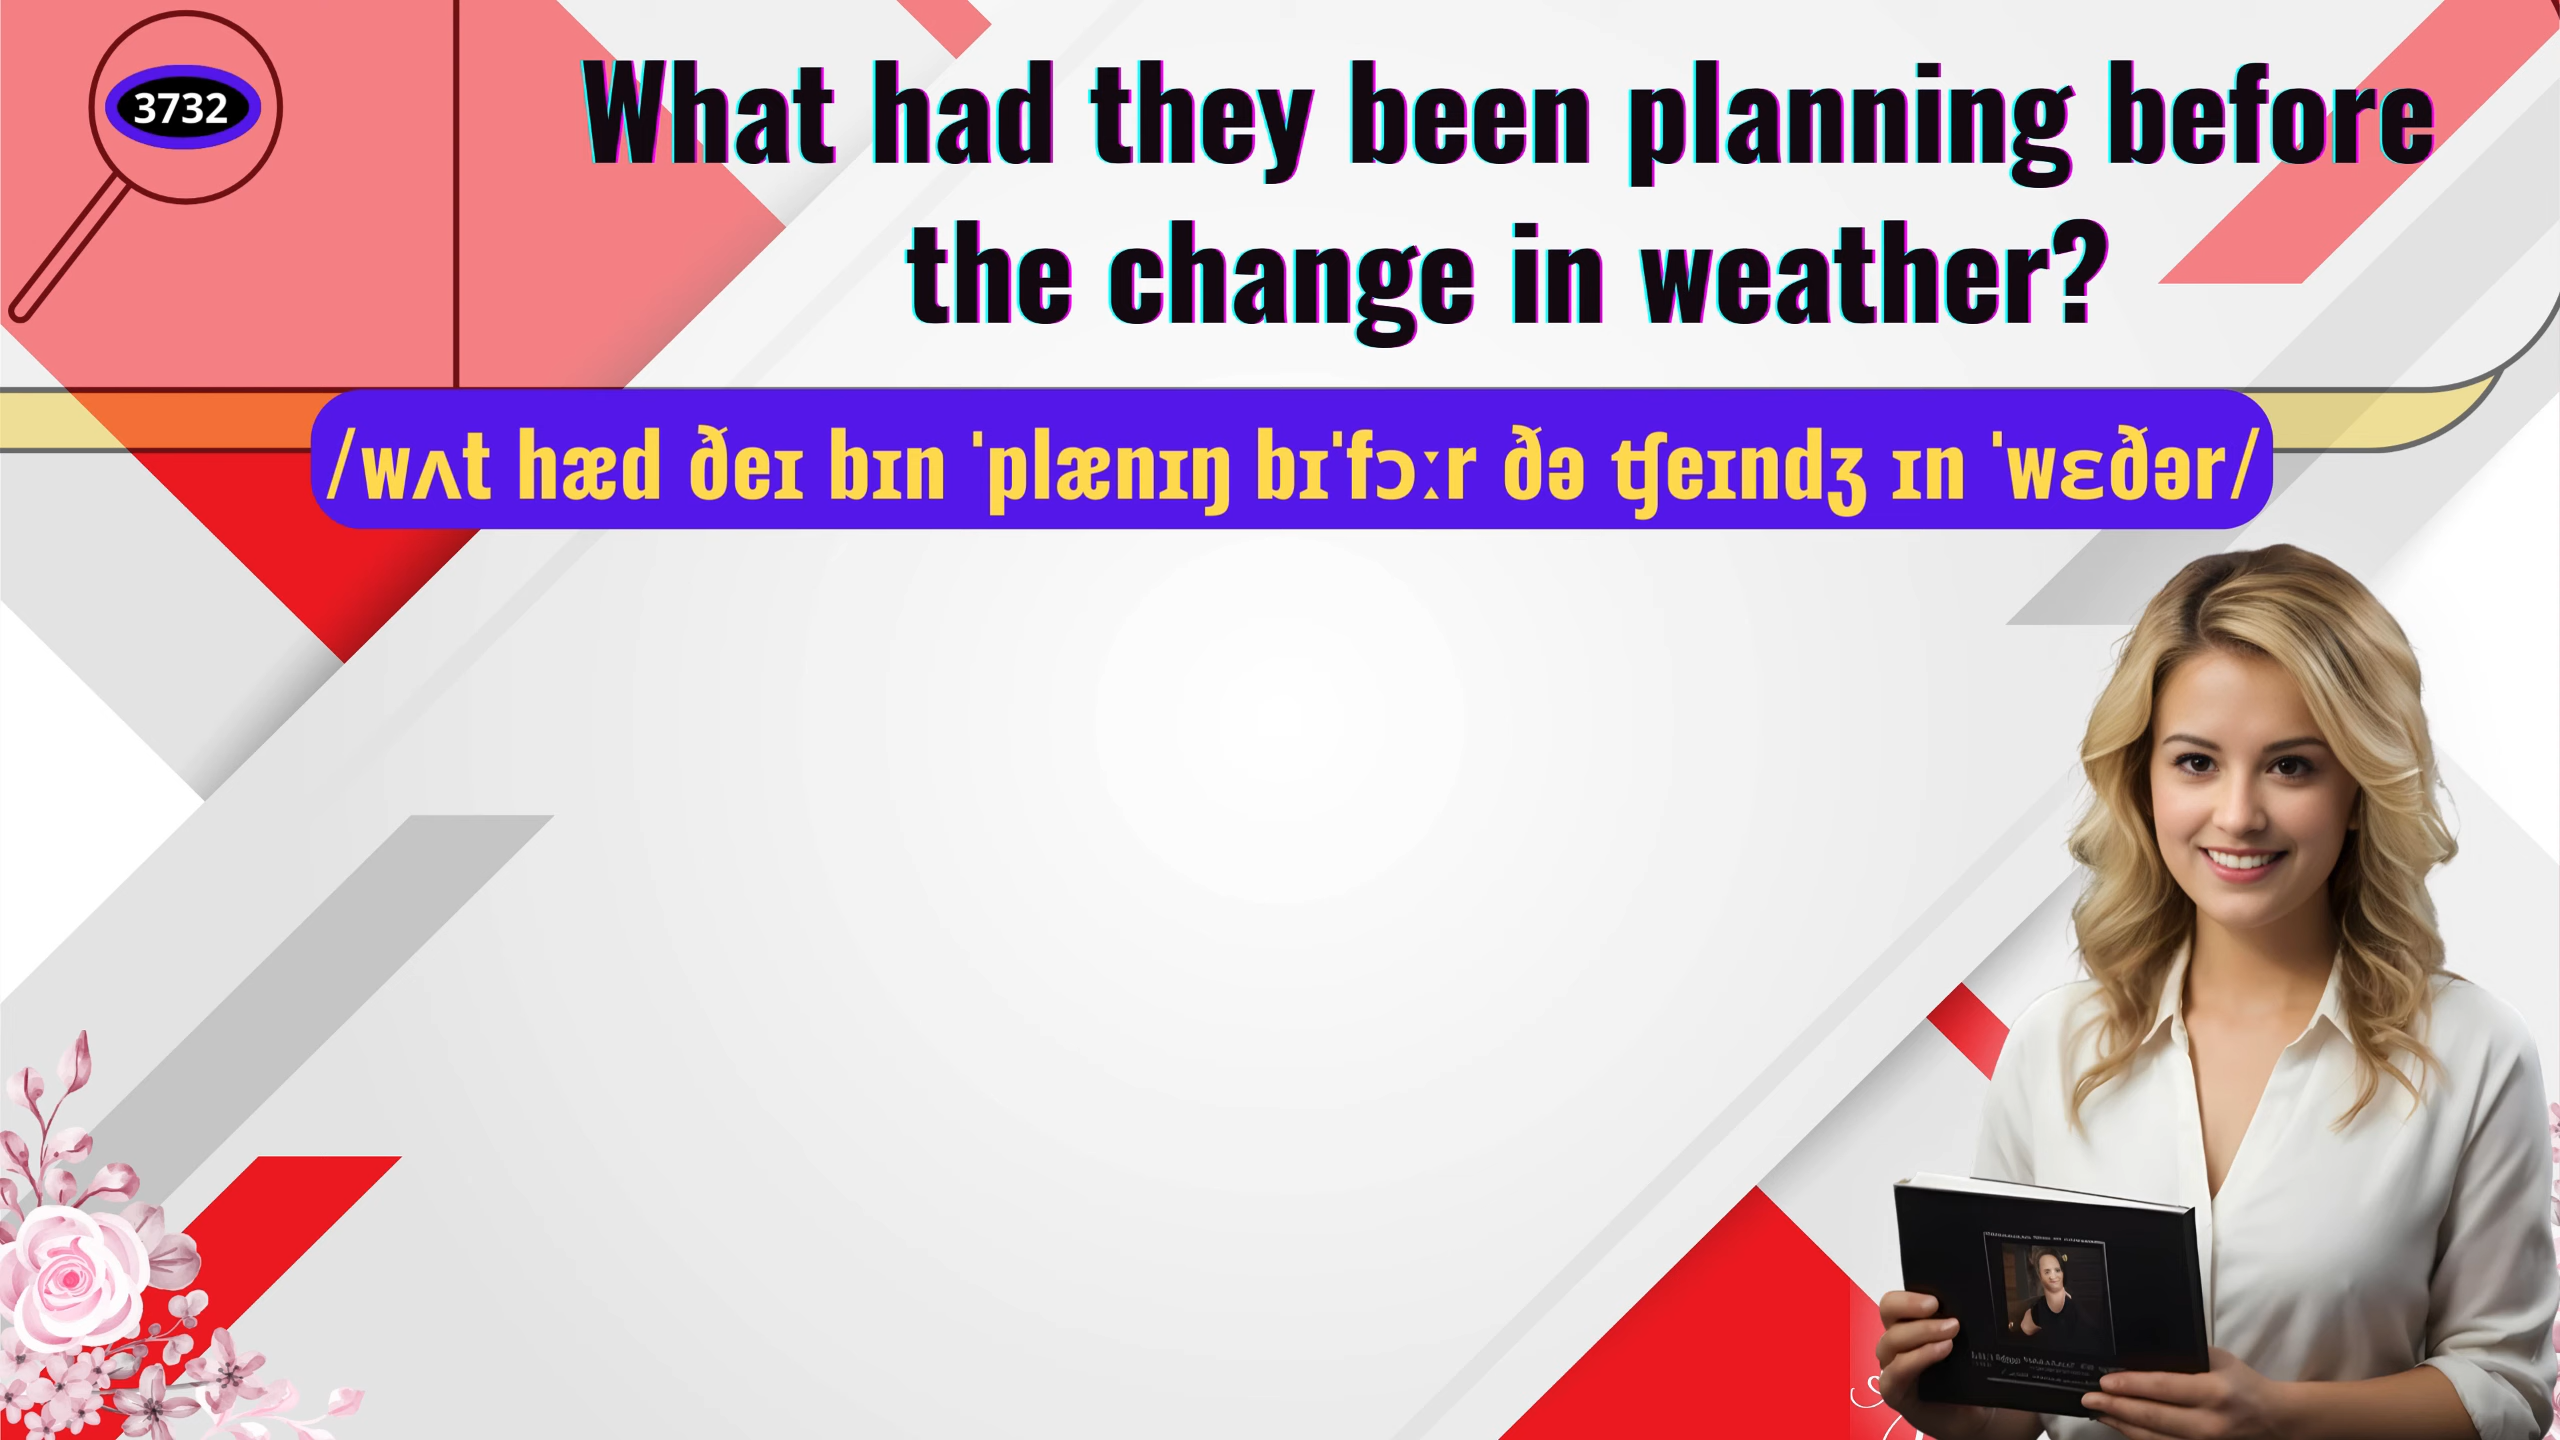 3732
What had they been planning before
the change in weather?
/wʌt hæd ðeɪ bɪn ˈplænɪŋ bɪˈfɔːr ðə ʧeɪndʒ ɪn ˈwɛðər/